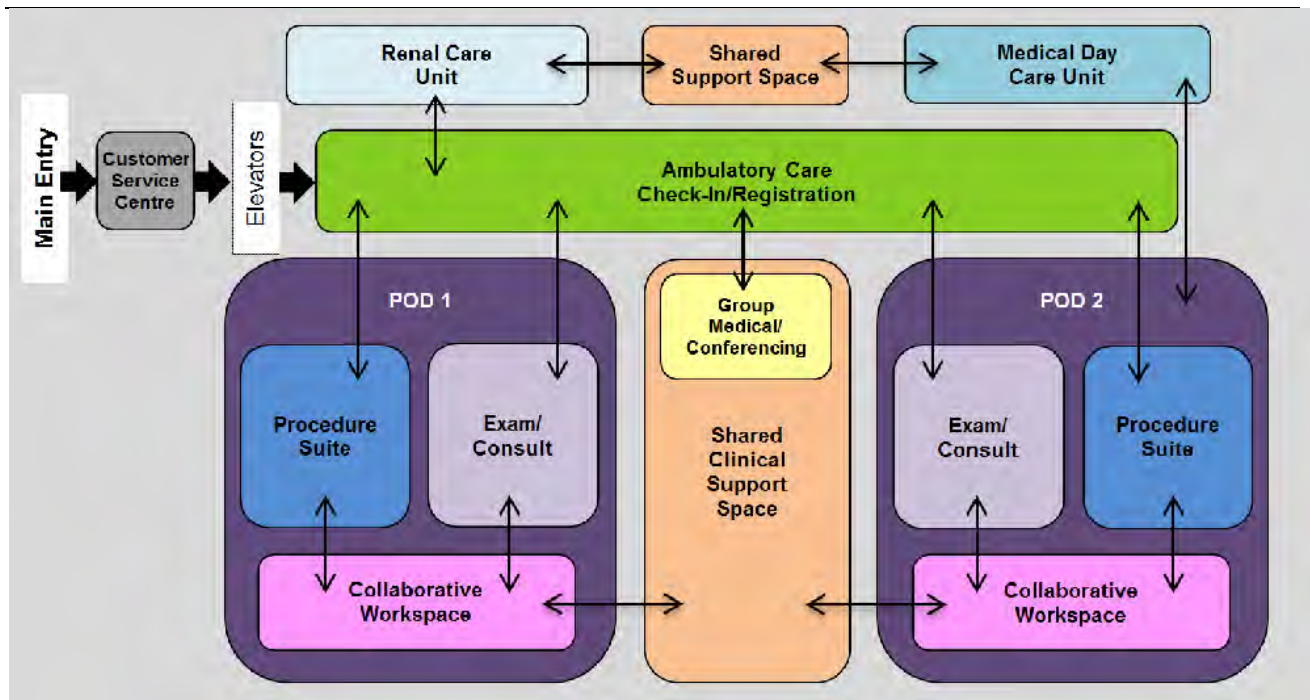 Renal Care
Unit
Shared
Support Space
Medical Day
Care Unit
Main Entry
Customer
Service
Centre
Elevators
Ambulatory Care
Check-In/Registration
POD 1
Group
Medical/
Conferencing
POD 2
Procedure
Suite
Exam/
Consult
Shared
Clinical
Support
Space
Exam/
Consult
Procedure
Suite
Collaborative
Workspace
Collaborative
Workspace